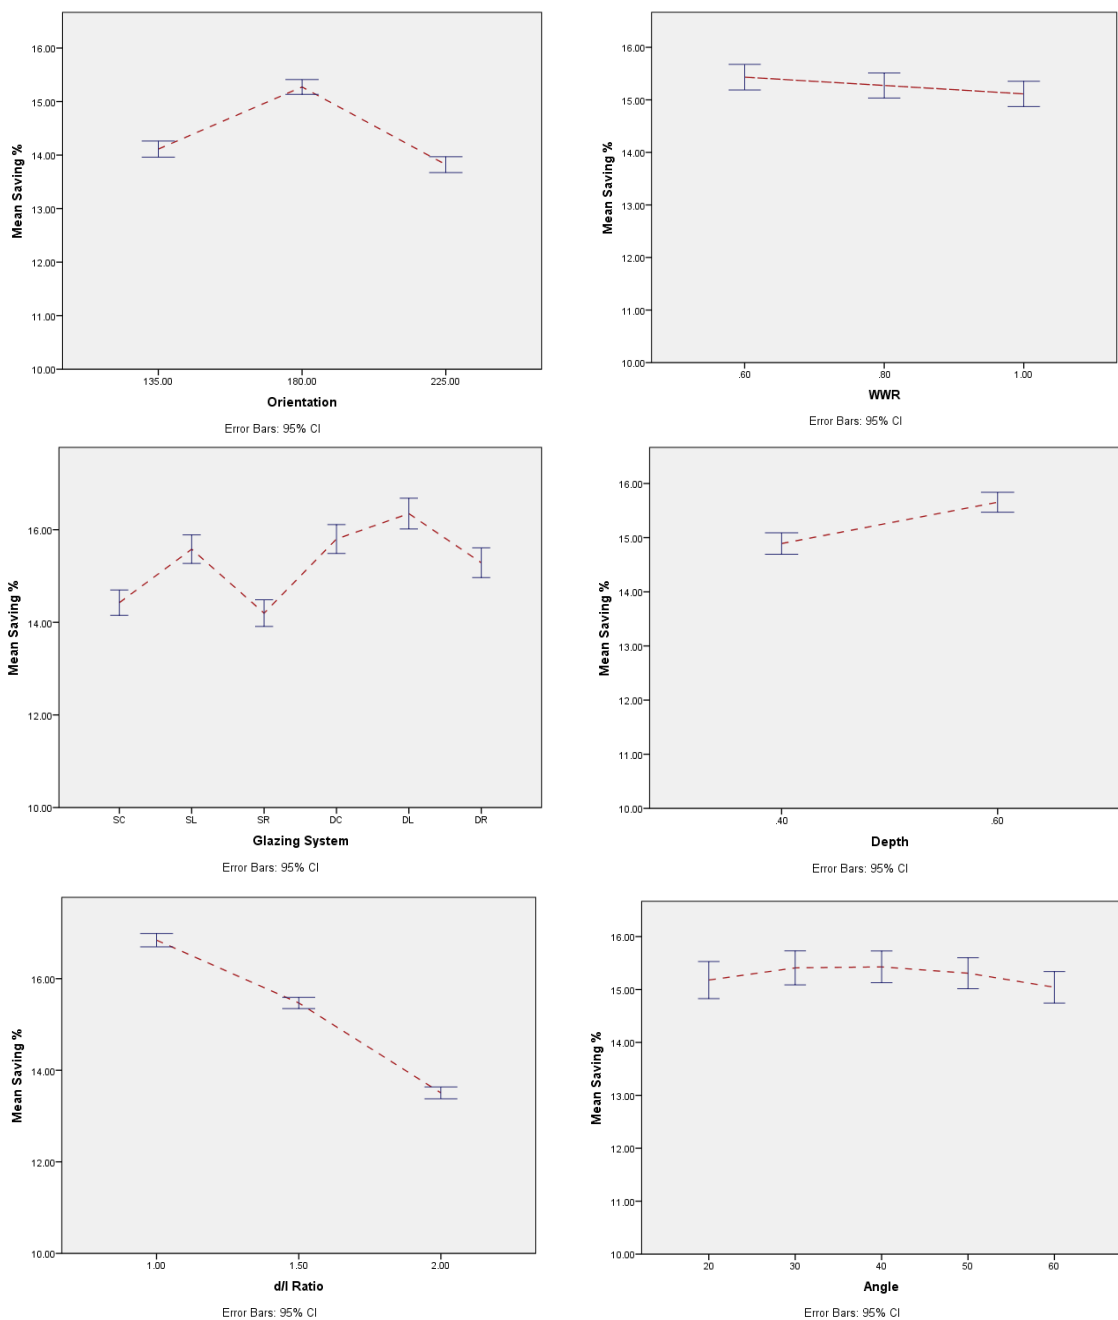 Mean Saving %
16.00
15.00
14.00
13.00
12.00
11.00
10.00
135.00 180.00 225.00
Orientation
Error Bars: 95% CI
Mean Saving %
16.00
15.00
14.00
13.00
12.00
11.00
10.00
.60 .80 1.00
WWR
Error Bars: 95% CI
Mean Saving %
16.00
14.00
12.00
10.00
SC SL SR DC DL DR
Glazing System
Error Bars: 95% CI
Mean Saving %
16.00
15.00
14.00
13.00
12.00
11.00
10.00
.40 .60
Depth
Error Bars: 95% CI
Mean Saving %
16.00
14.00
12.00
10.00
1.00 1.50 2.00
d/l Ratio
Error Bars: 95% CI
Mean Saving %
16.00
15.00
14.00
13.00
12.00
11.00
10.00
20 30 40 50 60
Angle
Error Bars: 95% CI